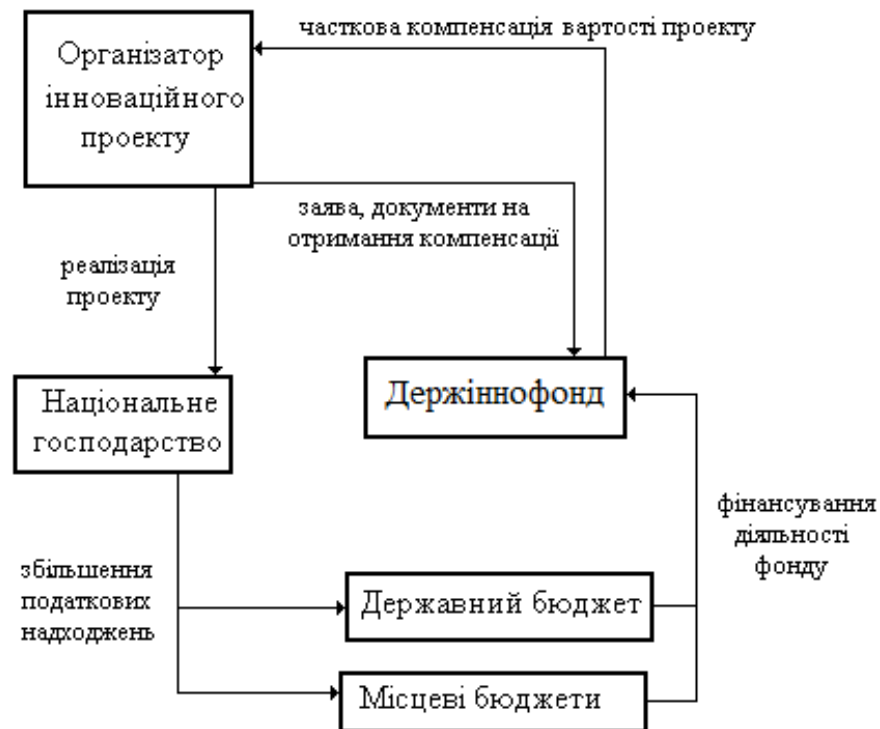 часткова компенсація вартості проекту
Організатор
інноваційного
проекту
заява, документи на
отримання компенсації
реалізація
проекту
Національне
господарство
Держіннофонд
фінансування
діяльності
фонду
збільшення
податкових
надходжень
Державний бюджет
Місцеві бюджети